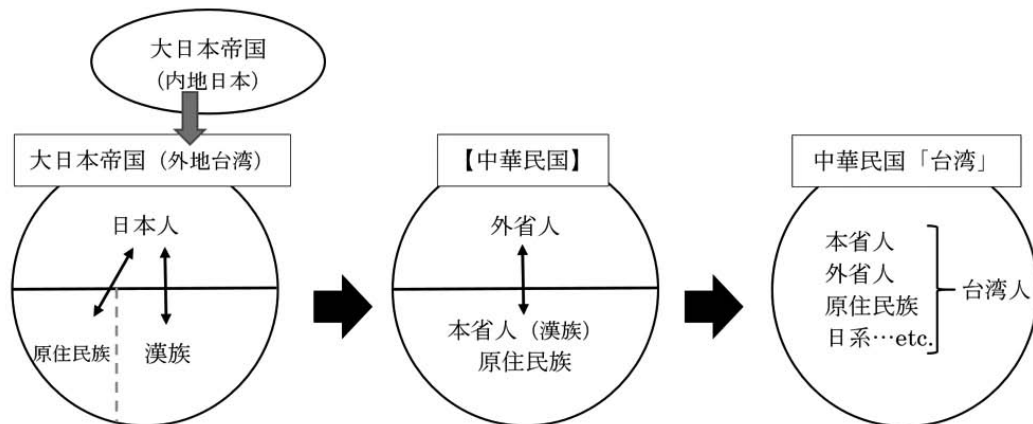 大日本帝国
（内地日本）
大日本帝国（外地台湾）
日本人
原住民族
漢族
【中華民国】
外省人
本省人（漢族）
原住民族
中華民国「台湾」
本省人
外省人
原住民族
日系…etc.
台湾人